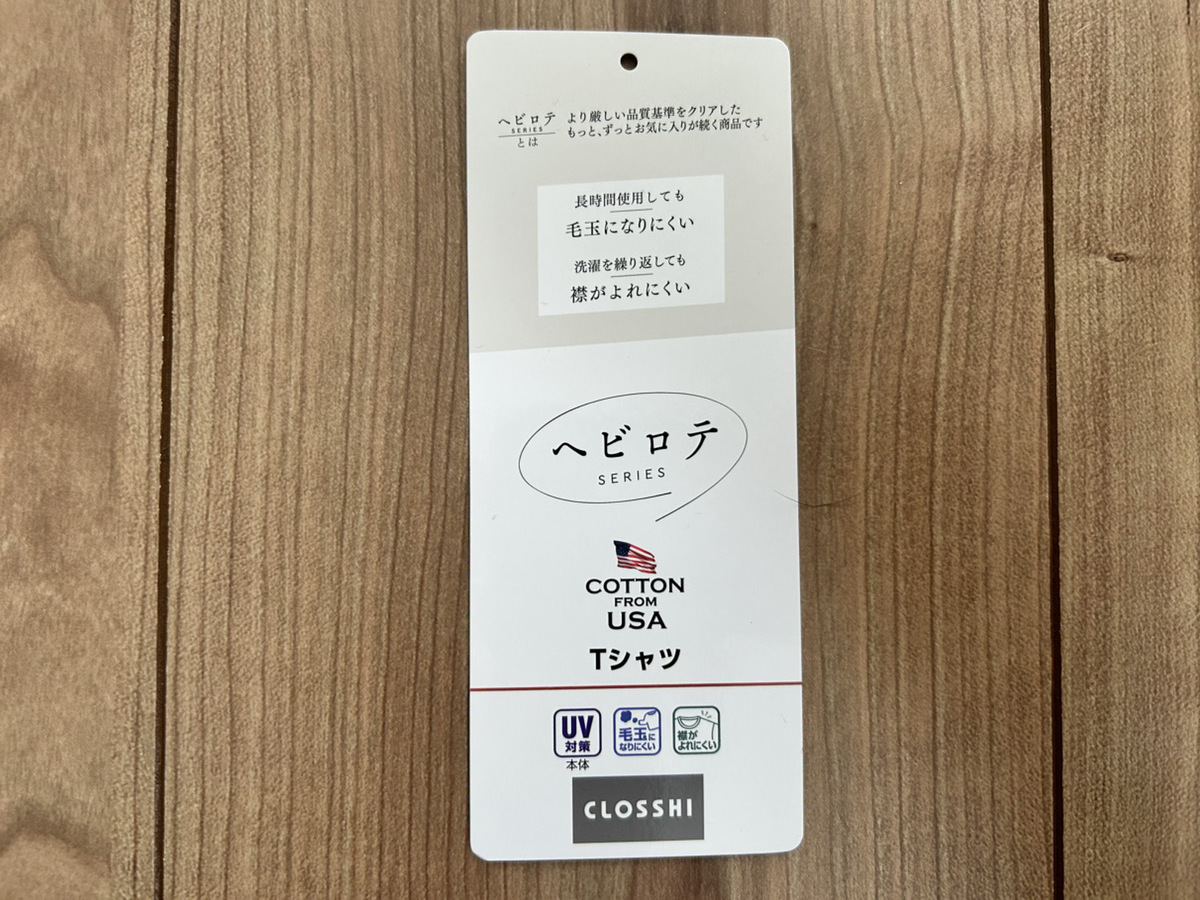 ヘビロテ
SERIES
とは
より厳しい品質基準をクリアした
もっと、ずっとお気に入りが続く商品です
長時間使用しても
毛玉になりにくい
洗濯を繰り返しても
襟がよれにくい
ヘビロテ
SERIES
COTTON
FROM
USA
Tシャツ
UV
対策
本体
毛玉に
なりにくい
襟が
よれにくい
CLOSSHI